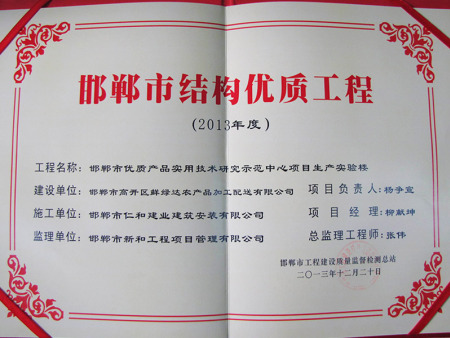 邯郸市结构优质工程
(2013年度)
工程名称: 邯郸市优质产品实用技术研究示范中心项目生产实验楼
建设单位: 邯郸市高开区鲜绿达农产品加工配送有限公司 项目负责人:杨争宣
施工单位: 邯郸市仁和建业建筑安装有限公司 项目经理:柳献坤
监理单位: 邯郸市新和工程项目管理有限公司 总监理工程师:张伟
邯郸市工程建设质量监督检测总站
二〇一三年十二月二十日